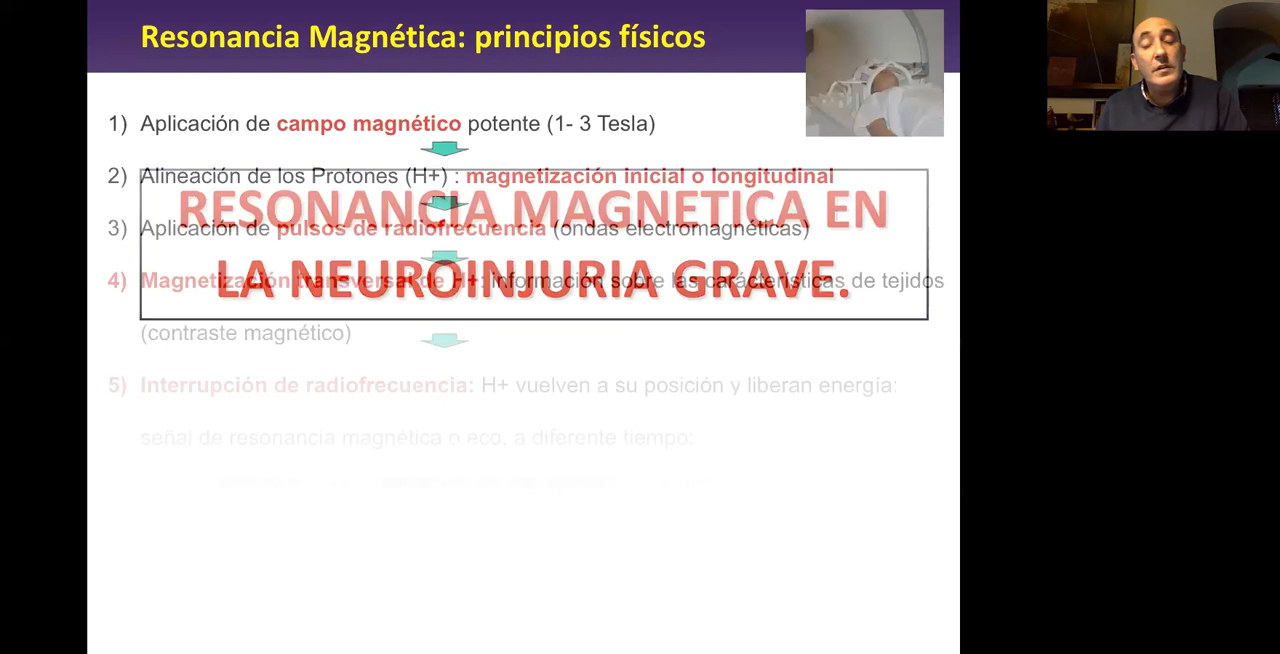 Resonancia Magnética: principios físicos
1) Aplicación de campo magnético potente (1- 3 Tesla)
2) Alineación de los Protones (H+) : magnetización inicial o longitudinal
RESONANCIA MAGNETICA EN
3) Aplicación de pulsos de radiofrecuencia (ondas electromagnéticas)
LA NEUROINJURIA GRAVE.
4) Magnetización transversal de H+: información sobre las características de tejidos
(contraste magnético)
5) Interrupción de radiofrecuencia: H+ vuelven a su posición y liberan energía:
señal de resonancia magnética o eco, a diferente tiempo: